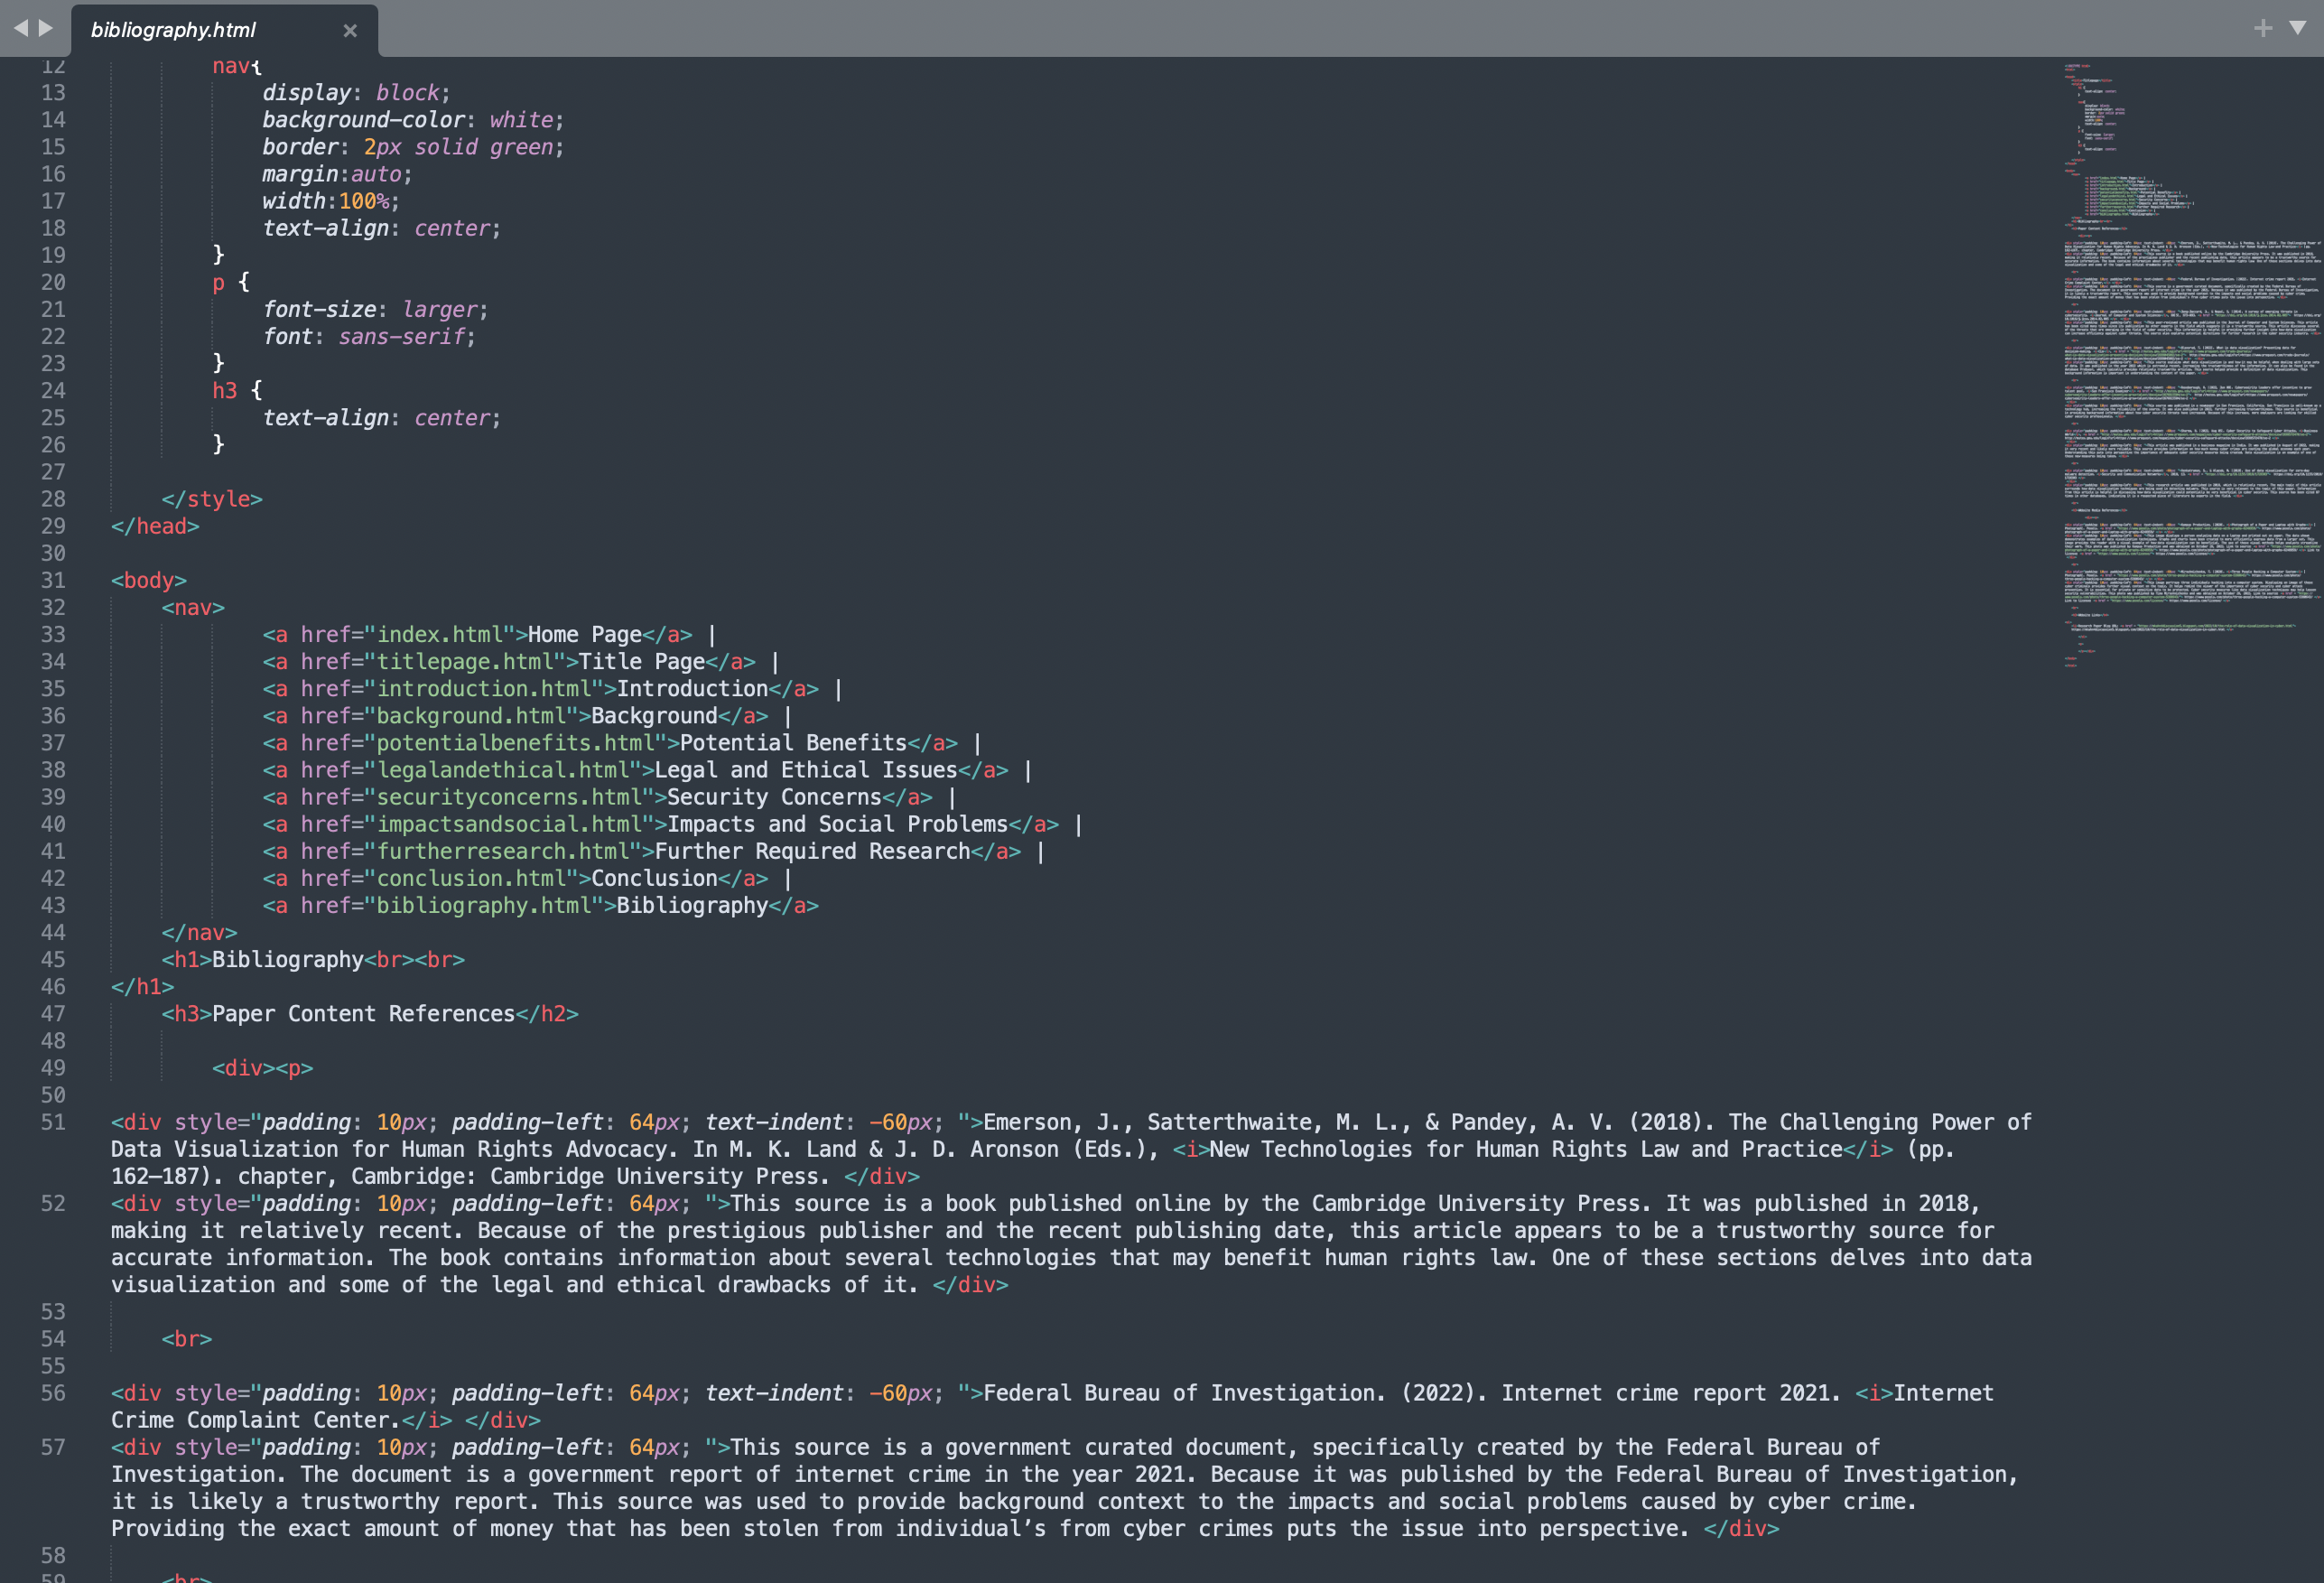 bibliography.html
12 nav{
13 display: block;
14 background-color: white;
15 border: 2px solid green;
16 margin:auto;
17 width:100%;
18 text-align: center;
19 }
20 p {
21 font-size: larger;
22 font: sans-serif;
23 }
24 h3 {
25 text-align: center;
26 }
27
28 </style>
29 </head>
30
31 <body>
32 <nav>
33 <a href="index.html">Home Page</a> |
34 <a href="titlepage.html">Title Page</a> |
35 <a href="introduction.html">Introduction</a> |
36 <a href="background.html">Background</a> |
37 <a href="potentialbenefits.html">Potential Benefits</a> |
38 <a href="legalandethical.html">Legal and Ethical Issues</a> |
39 <a href="securityconcerns.html">Security Concerns</a> |
40 <a href="impactsandsocial.html">Impacts and Social Problems</a> |
41 <a href="furtherresearch.html">Further Required Research</a> |
42 <a href="conclusion.html">Conclusion</a> |
43 <a href="bibliography.html">Bibliography</a>
44 </nav>
45 <h1>Bibliography<br><br>
46 </h1>
47 <h3>Paper Content References</h2>
48
49 <div><p>
50
51 <div style="padding: 10px; padding-left: 64px; text-indent: -60px; ">Emerson, J., Satterthwaite, M. L., & Pandey, A. V. (2018). The Challenging Power of
Data Visualization for Human Rights Advocacy. In M. K. Land & J. D. Aronson (Eds.), <i>New Technologies for Human Rights Law and Practice</i> (pp.
162–187). chapter, Cambridge: Cambridge University Press. </div>
52 <div style="padding: 10px; padding-left: 64px; ">This source is a book published online by the Cambridge University Press. It was published in 2018,
making it relatively recent. Because of the prestigious publisher and the recent publishing date, this article appears to be a trustworthy source for
accurate information. The book contains information about several technologies that may benefit human rights law. One of these sections delves into data
visualization and some of the legal and ethical drawbacks of it. </div>
53
54 <br>
55
56 <div style="padding: 10px; padding-left: 64px; text-indent: -60px; ">Federal Bureau of Investigation. (2022). Internet crime report 2021. <i>Internet
Crime Complaint Center.</i> </div>
57 <div style="padding: 10px; padding-left: 64px; ">This source is a government curated document, specifically created by the Federal Bureau of
Investigation. The document is a government report of internet crime in the year 2021. Because it was published by the Federal Bureau of Investigation,
it is likely a trustworthy report. This source was used to provide background context to the impacts and social problems caused by cyber crime.
Providing the exact amount of money that has been stolen from individual’s from cyber crimes puts the issue into perspective. </div>
58
59 <br>